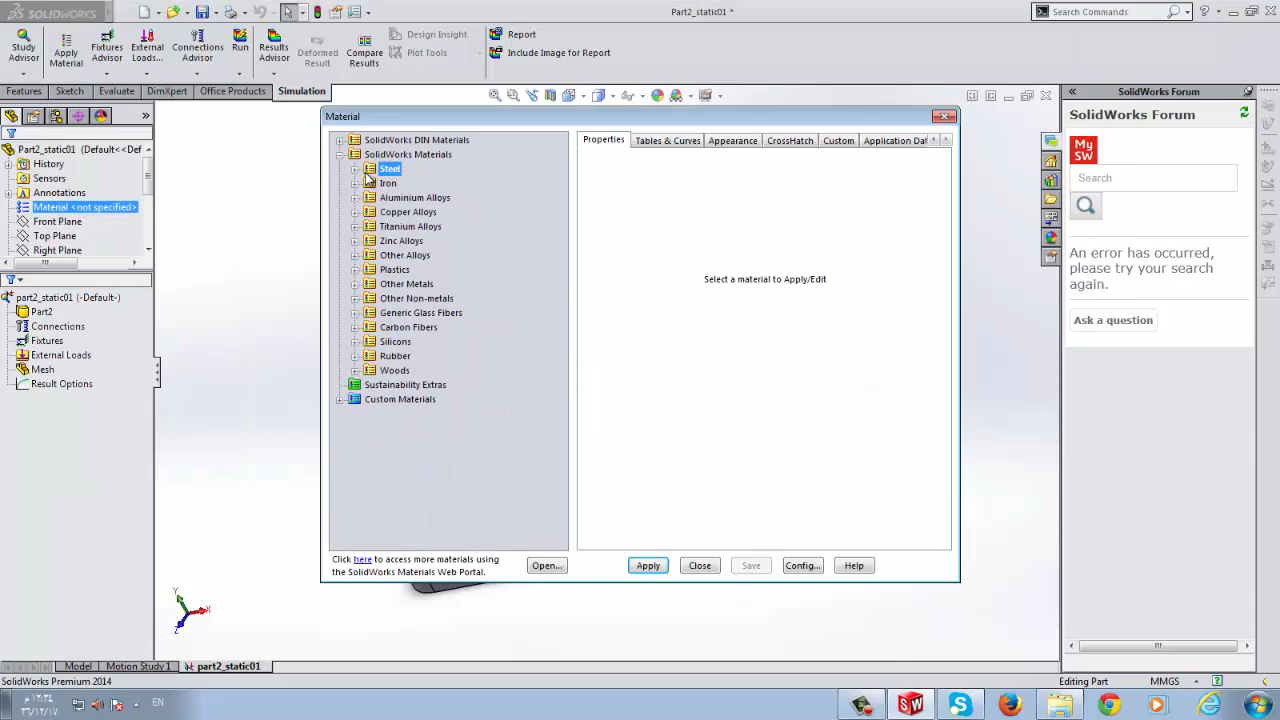 SOLIDWORKS
Part2_static01 *
Search Commands
Study Advisor
Apply Material
Fixtures Advisor
External Loads...
Connections Advisor
Run
Results Advisor
Deformed Result
Compare Results
Design Insight
Plot Tools
Report
Include Image for Report
Features
Sketch
Evaluate
DimXpert
Office Products
Simulation
SolidWorks Forum
Part2_static01 (Default<<Def
History
Sensors
Annotations
Material <not specified>
Front Plane
Top Plane
Right Plane
part2_static01 (-Default-)
Part2
Connections
Fixtures
External Loads
Mesh
Result Options
Material
SolidWorks DIN Materials
SolidWorks Materials
Steel
Iron
Aluminium Alloys
Copper Alloys
Titanium Alloys
Zinc Alloys
Other Alloys
Plastics
Other Metals
Other Non-metals
Generic Glass Fibers
Carbon Fibers
Silicons
Rubber
Woods
Sustainability Extras
Custom Materials
Click here to access more materials using
the SolidWorks Materials Web Portal.
Open...
Properties
Tables & Curves
Appearance
CrossHatch
Custom
Application Dat
Select a material to Apply/Edit
Apply
Close
Save
Config...
Help
My
SW
Search
An error has occurred,
please try your search
again.
Ask a question
Y
X
Z
Model
Motion Study 1
part2_static01
SolidWorks Premium 2014
Editing Part
MMGS
EN